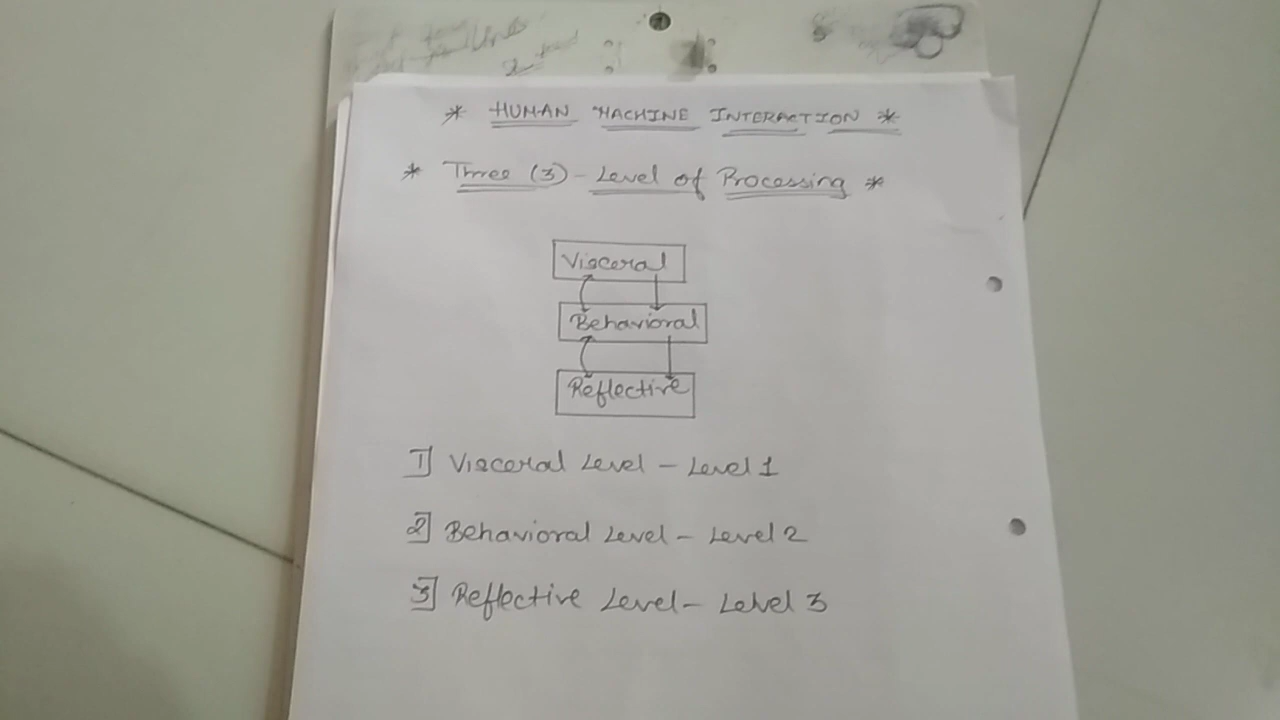 * HUMAN MACHINE INTERACTION *
* Three (3) - Level of Processing *
Visceral
Behavioral
Reflective
1] Visceral Level - Level 1
2] Behavioral Level - Level 2
3] Reflective Level - Level 3